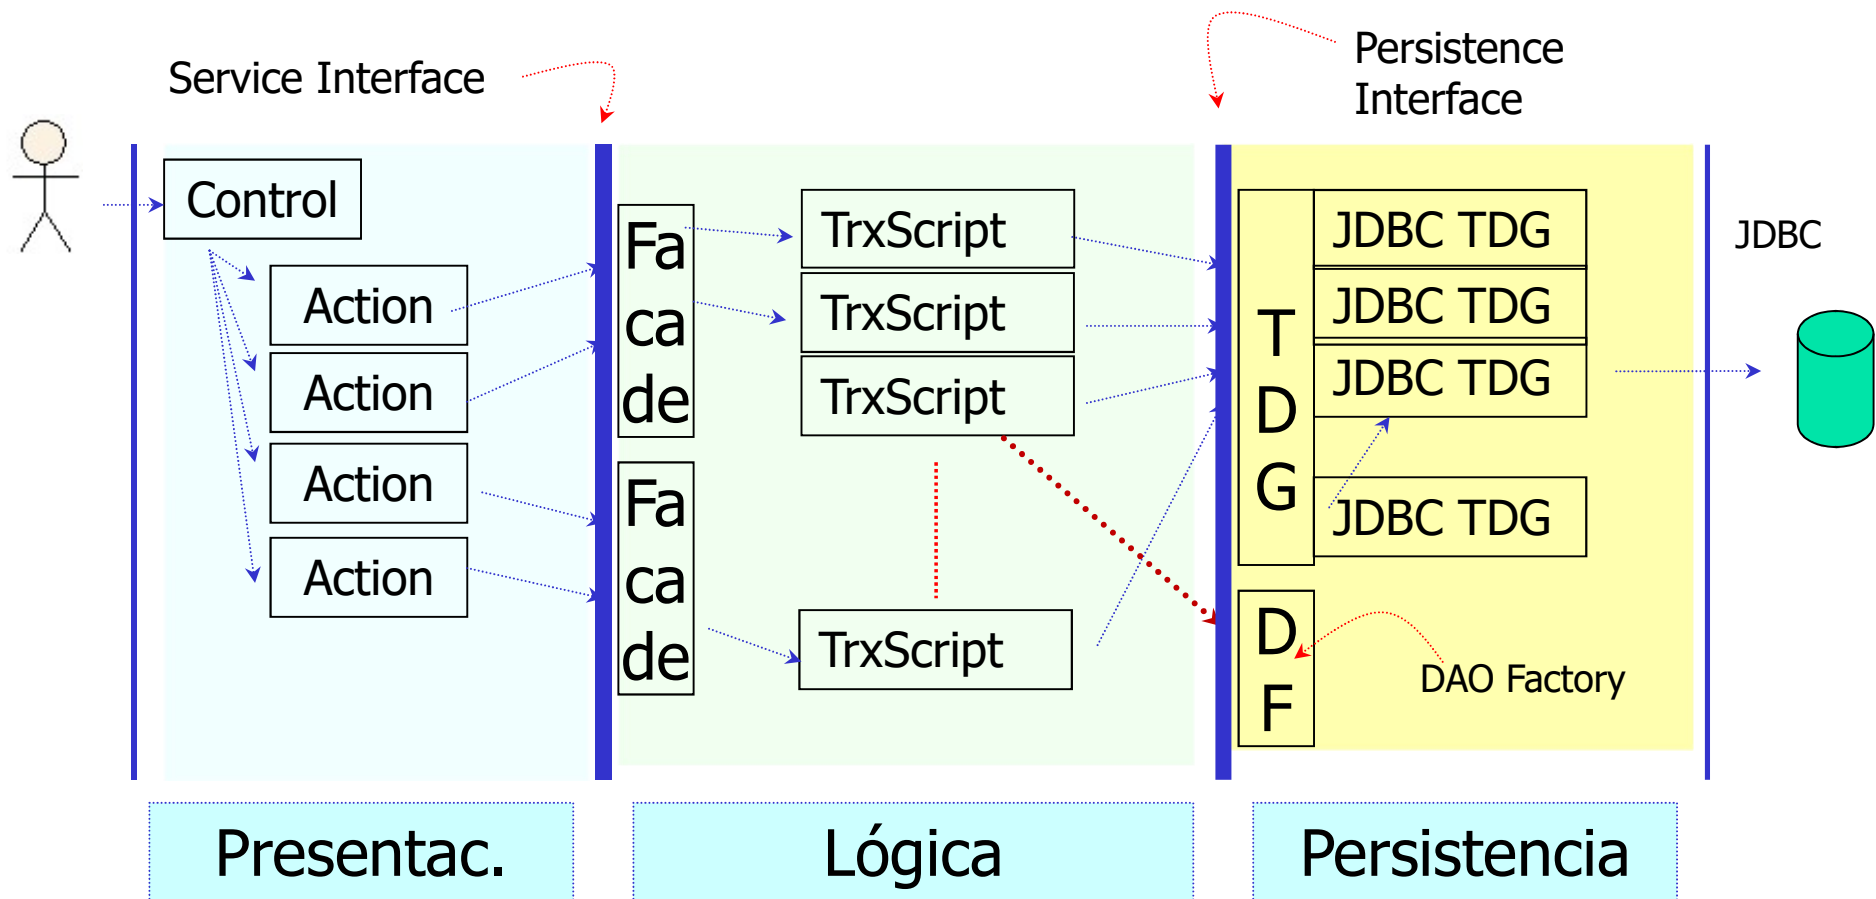 Service Interface
Persistence
Interface
Control
Action
Action
Action
Action
Fa
ca
de
Fa
ca
de
TrxScript
TrxScript
TrxScript
TrxScript
T
D
G
JDBC TDG
JDBC TDG
JDBC TDG
JDBC TDG
D
F
DAO Factory
JDBC
Presentac.
Lógica
Persistencia